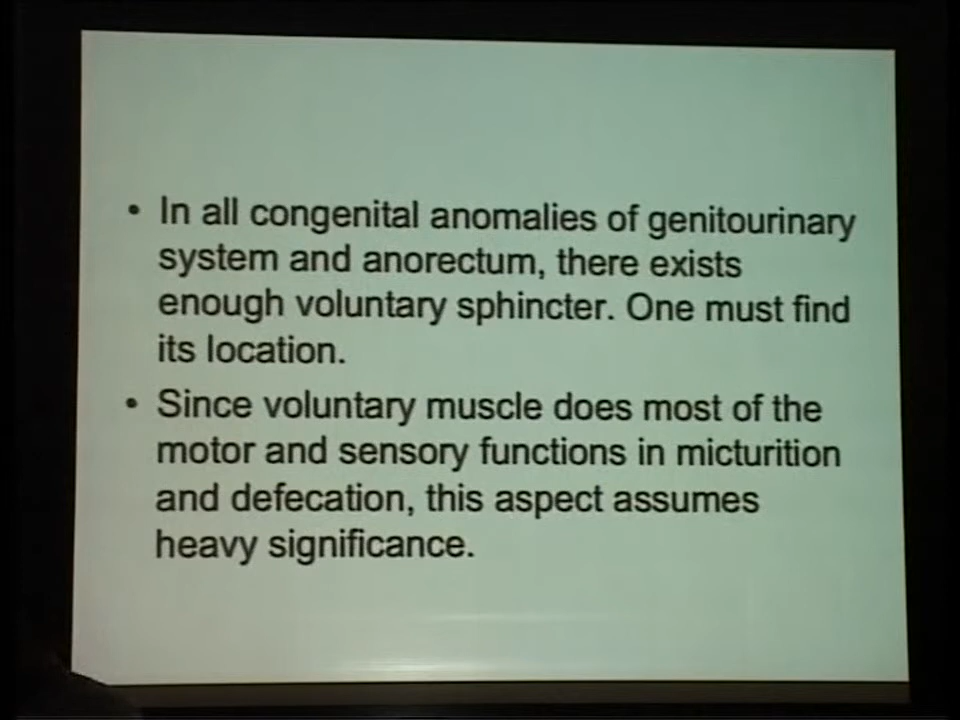 • In all congenital anomalies of genitourinary
system and anorectum, there exists
enough voluntary sphincter. One must find
its location.
• Since voluntary muscle does most of the
motor and sensory functions in micturition
and defecation, this aspect assumes
heavy significance.